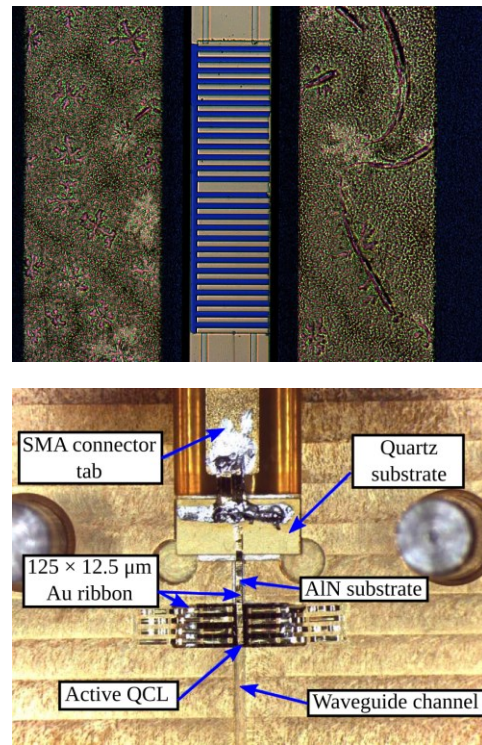 SMA connector
tab
Quartz
substrate
125 × 12.5 μm
Au ribbon
AlN substrate
Active QCL
Waveguide channel